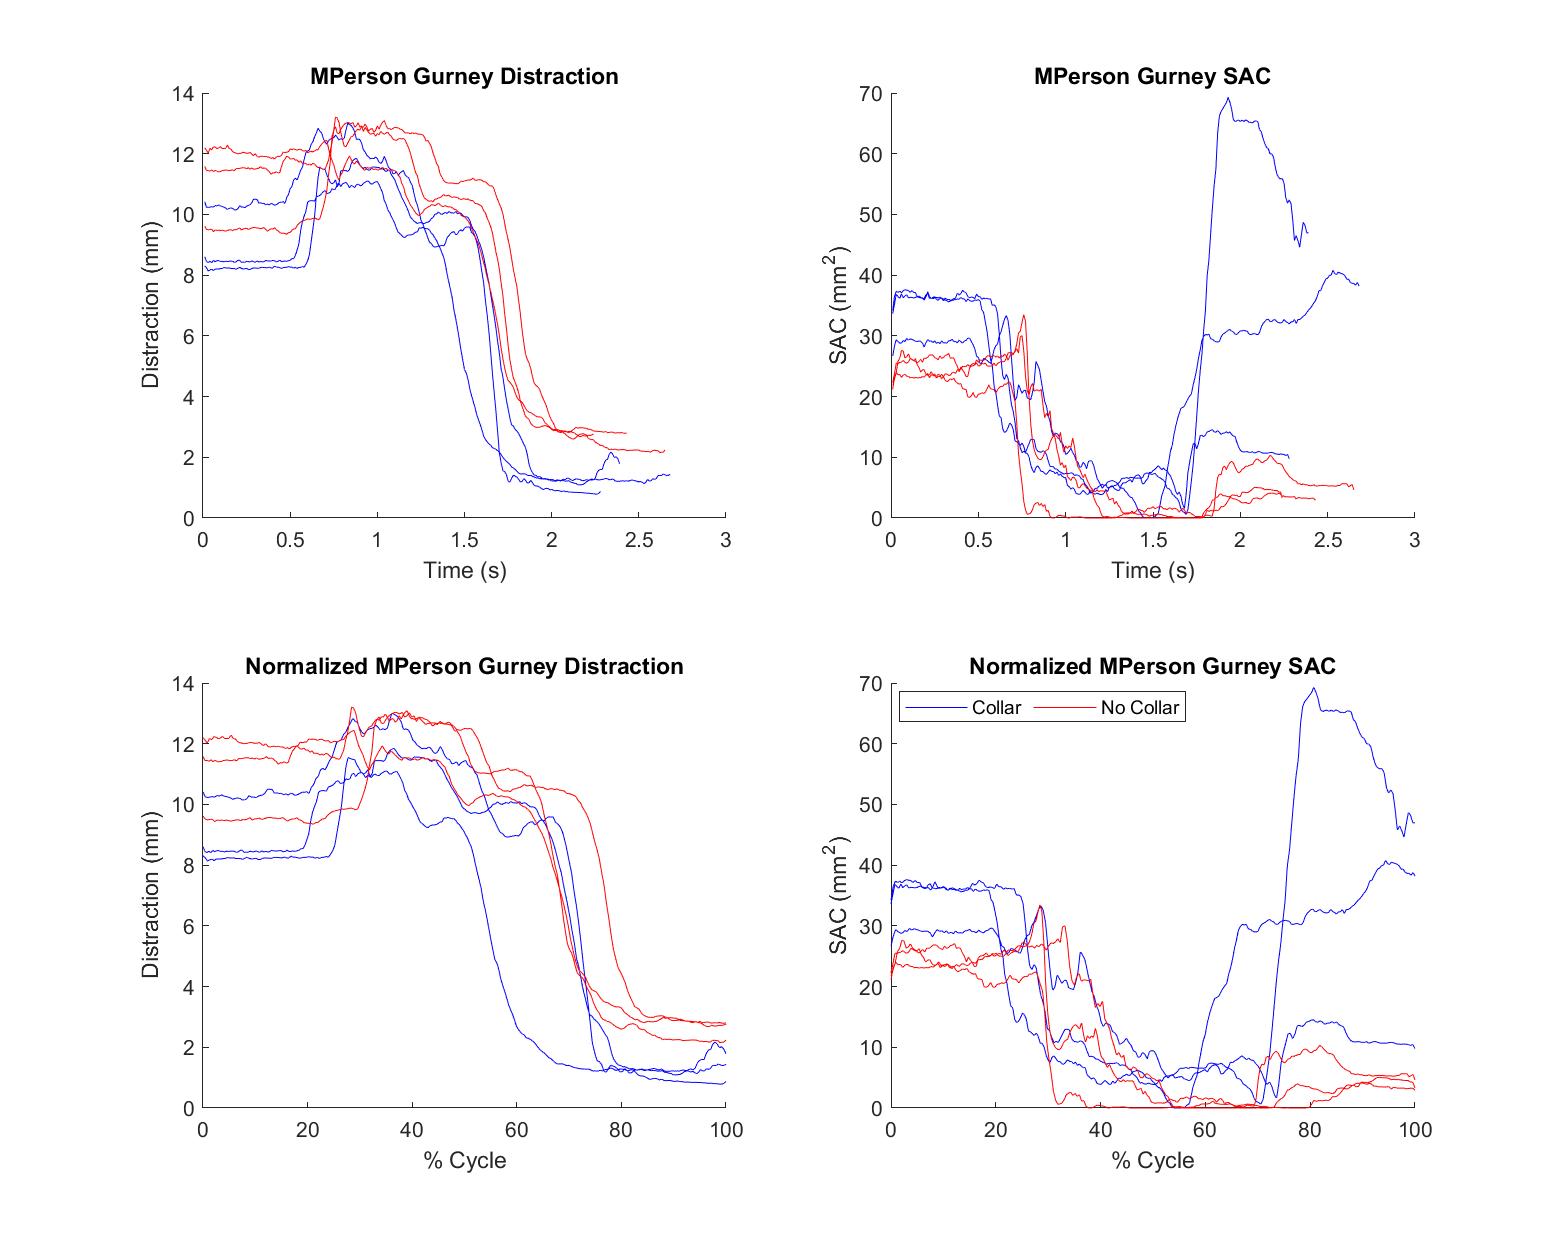 MPerson Gurney Distraction
14
12
10
8
6
4
2
0
Distraction (mm)
0 0.5 1 1.5 2 2.5 3
Time (s)
MPerson Gurney SAC
70
60
50
40
30
20
10
0
SAC (mm²)
0 0.5 1 1.5 2 2.5 3
Time (s)
Normalized MPerson Gurney Distraction
14
12
10
8
6
4
2
0
Distraction (mm)
0 20 40 60 80 100
% Cycle
Normalized MPerson Gurney SAC
Collar No Collar
70
60
50
40
30
20
10
0
SAC (mm²)
0 20 40 60 80 100
% Cycle